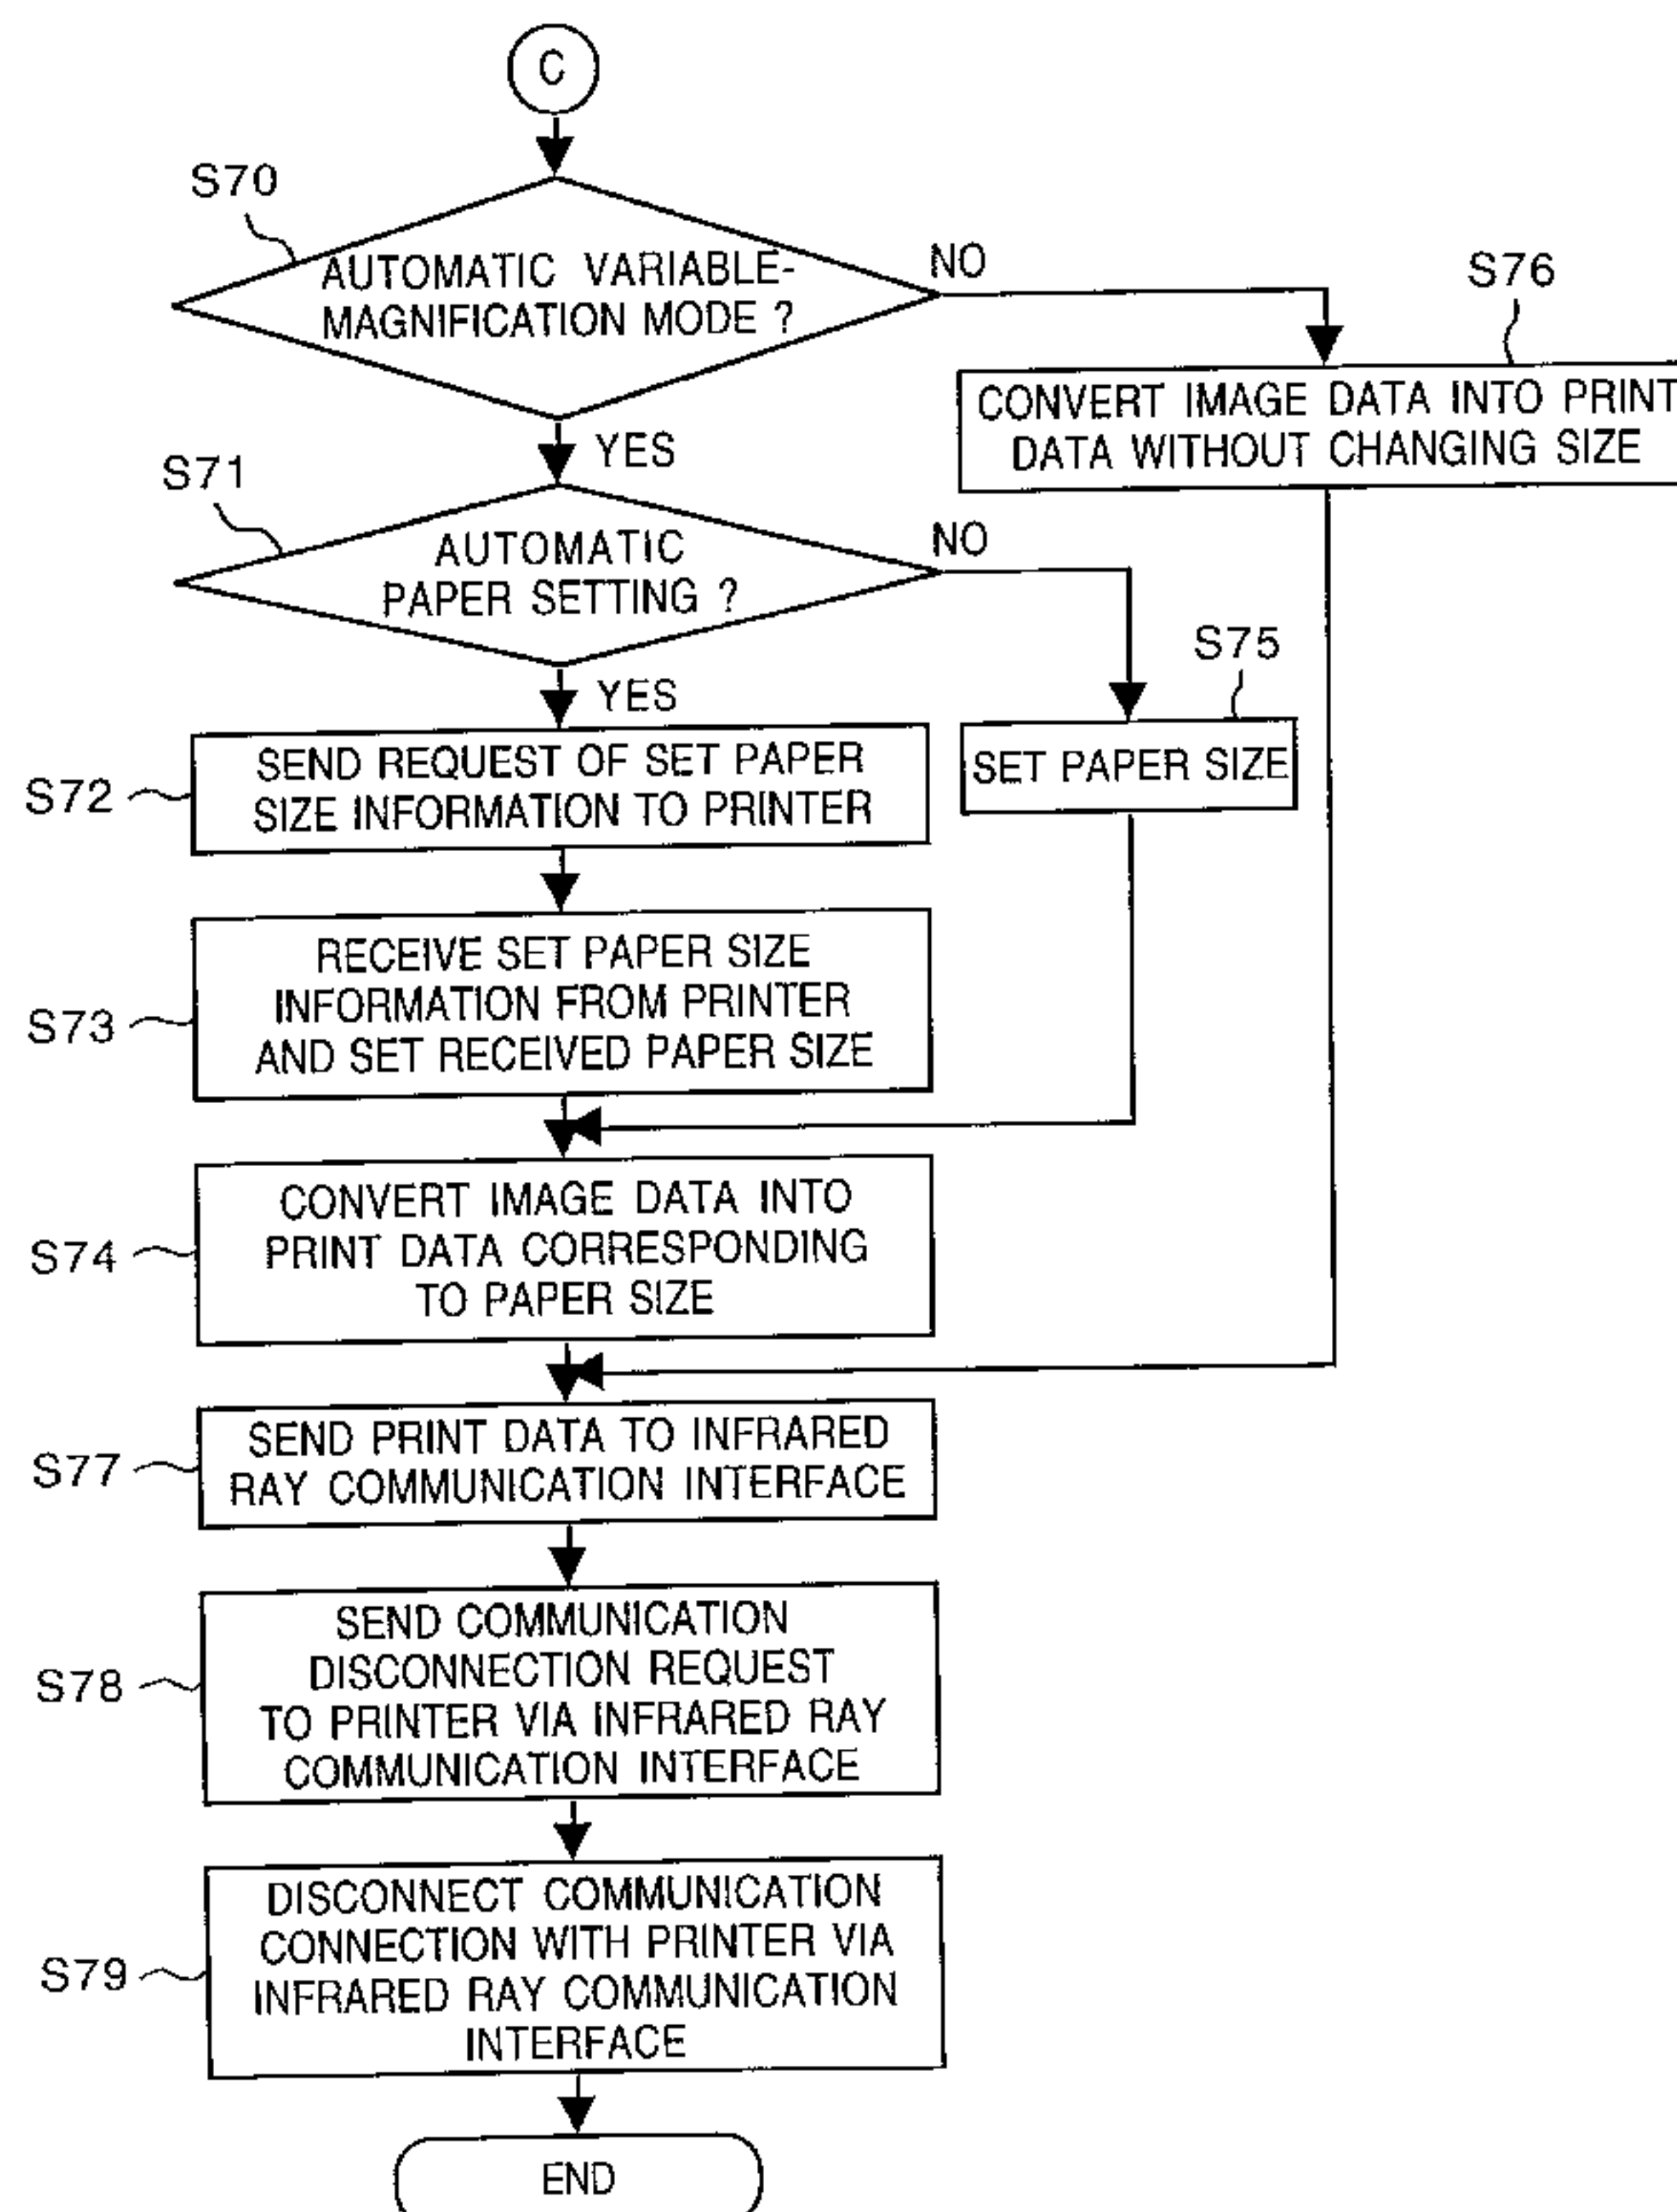 C
S70
AUTOMATIC VARIABLE-
MAGNIFICATION MODE ?
NO
YES
S76
CONVERT IMAGE DATA INTO PRINT
DATA WITHOUT CHANGING SIZE
S71
AUTOMATIC
PAPER SETTING ?
NO
YES
S75
SET PAPER SIZE
S72
SEND REQUEST OF SET PAPER
SIZE INFORMATION TO PRINTER
S73
RECEIVE SET PAPER SIZE
INFORMATION FROM PRINTER
AND SET RECEIVED PAPER SIZE
S74
CONVERT IMAGE DATA INTO
PRINT DATA CORRESPONDING
TO PAPER SIZE
S77
SEND PRINT DATA TO INFRARED
RAY COMMUNICATION INTERFACE
S78
SEND COMMUNICATION
DISCONNECTION REQUEST
TO PRINTER VIA INFRARED RAY
COMMUNICATION INTERFACE
S79
DISCONNECT COMMUNICATION
CONNECTION WITH PRINTER VIA
INFRARED RAY COMMUNICATION
INTERFACE
END